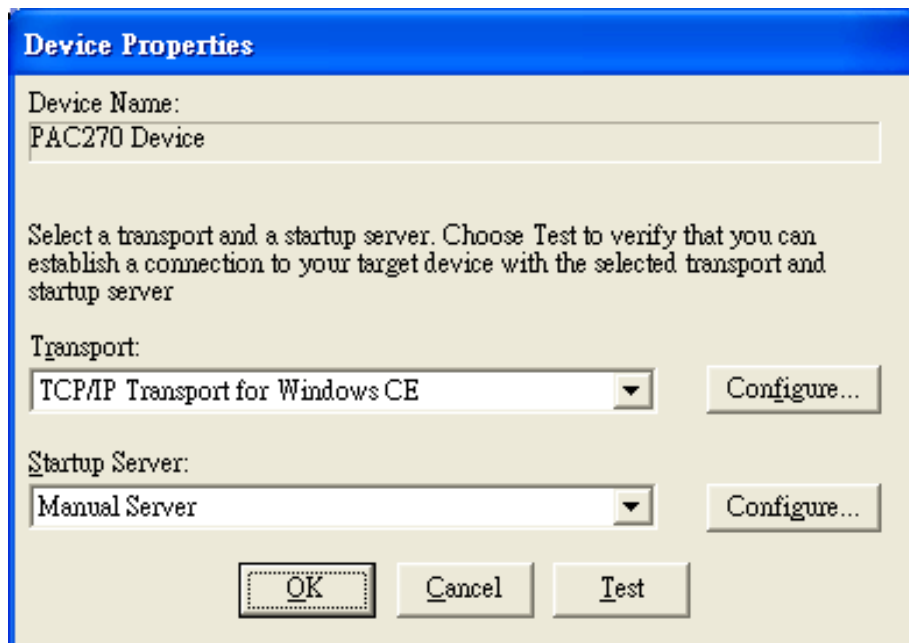 Device Properties
Device Name:
PAC270 Device
Select a transport and a startup server. Choose Test to verify that you can
establish a connection to your target device with the selected transport and
startup server
Transport:
TCP/IP Transport for Windows CE
Configure...
Startup Server:
Manual Server
Configure...
OK Cancel Test